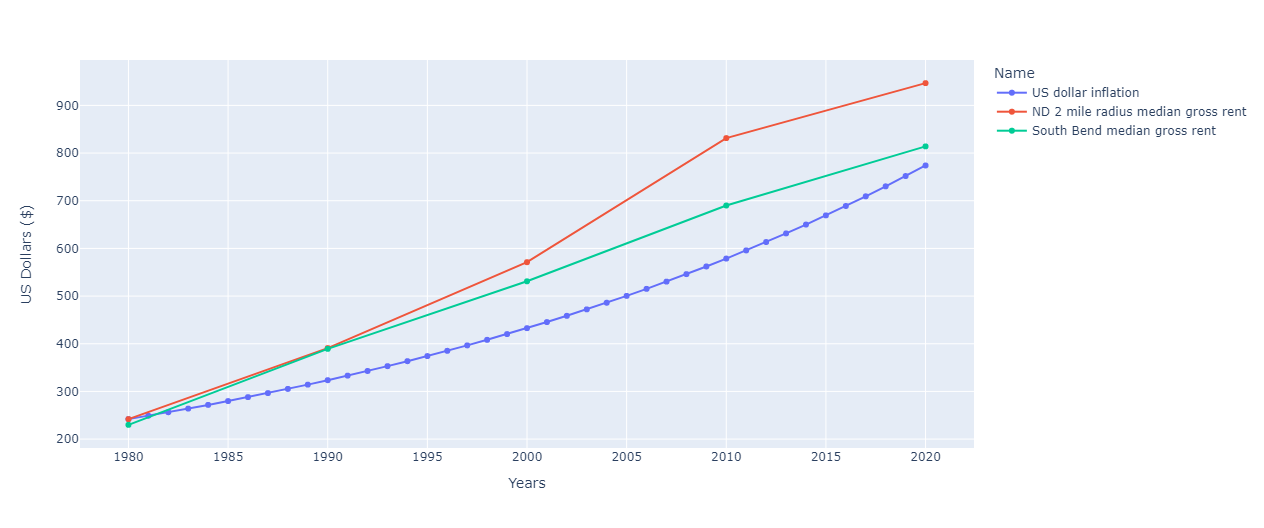 Name
US dollar inflation
ND 2 mile radius median gross rent
South Bend median gross rent
US Dollars ($)
900
800
700
600
500
400
300
200
1980 1985 1990 1995 2000 2005 2010 2015 2020
Years